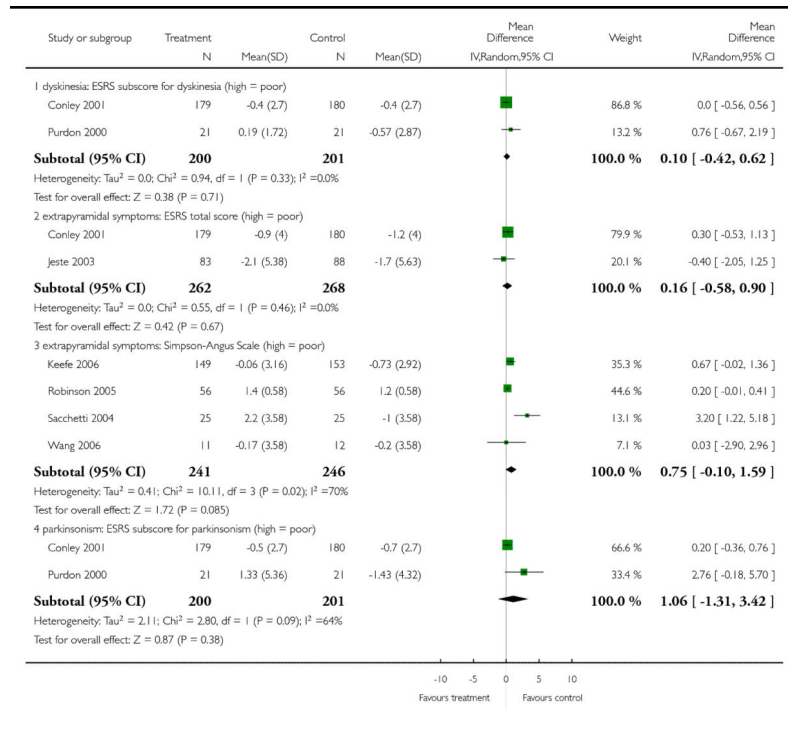 Study or subgroup Treatment Control Mean Difference Weight Mean Difference
N Mean(SD) N Mean(SD) IV,Random,95% CI IV,Random,95% CI
1 dyskinesia: ESRS subscore for dyskinesia (high = poor)
Conley 2001 179 -0.4 (2.7) 180 -0.4 (2.7) 86.8 % 0.0 [ -0.56, 0.56 ]
Purdon 2000 21 0.19 (1.72) 21 -0.57 (2.87) 13.2 % 0.76 [ -0.67, 2.19 ]
Subtotal (95% CI) 200 201 100.0 % 0.10 [ -0.42, 0.62 ]
Heterogeneity: Tau² = 0.0; Chi² = 0.94, df = 1 (P = 0.33); I² =0.0%
Test for overall effect: Z = 0.38 (P = 0.71)
2 extrapyramidal symptoms: ESRS total score (high = poor)
Conley 2001 179 -0.9 (4) 180 -1.2 (4) 79.9 % 0.30 [ -0.53, 1.13 ]
Jeste 2003 83 -2.1 (5.38) 88 -1.7 (5.63) 20.1 % -0.40 [ -2.05, 1.25 ]
Subtotal (95% CI) 262 268 100.0 % 0.16 [ -0.58, 0.90 ]
Heterogeneity: Tau² = 0.0; Chi² = 0.55, df = 1 (P = 0.46); I² =0.0%
Test for overall effect: Z = 0.42 (P = 0.67)
3 extrapyramidal symptoms: Simpson-Angus Scale (high = poor)
Keefe 2006 149 -0.06 (3.16) 153 -0.73 (2.92) 35.3 % 0.67 [ -0.02, 1.36 ]
Robinson 2005 56 1.4 (0.58) 56 1.2 (0.58) 44.6 % 0.20 [ -0.01, 0.41 ]
Sacchetti 2004 25 2.2 (3.58) 25 -1 (3.58) 13.1 % 3.20 [ 1.22, 5.18 ]
Wang 2006 11 -0.17 (3.58) 12 -0.2 (3.58) 7.1 % 0.03 [ -2.90, 2.96 ]
Subtotal (95% CI) 241 246 100.0 % 0.75 [ -0.10, 1.59 ]
Heterogeneity: Tau² = 0.41; Chi² = 10.11, df = 3 (P = 0.02); I² =70%
Test for overall effect: Z = 1.72 (P = 0.085)
4 parkinsonism: ESRS subscore for parkinsonism (high = poor)
Conley 2001 179 -0.5 (2.7) 180 -0.7 (2.7) 66.6 % 0.20 [ -0.36, 0.76 ]
Purdon 2000 21 1.33 (5.36) 21 -1.43 (4.32) 33.4 % 2.76 [ -0.18, 5.70 ]
Subtotal (95% CI) 200 201 100.0 % 1.06 [ -1.31, 3.42 ]
Heterogeneity: Tau² = 2.11; Chi² = 2.80, df = 1 (P = 0.09); I² =64%
Test for overall effect: Z = 0.87 (P = 0.38)
-10 -5 0 5 10
Favours treatment Favours control